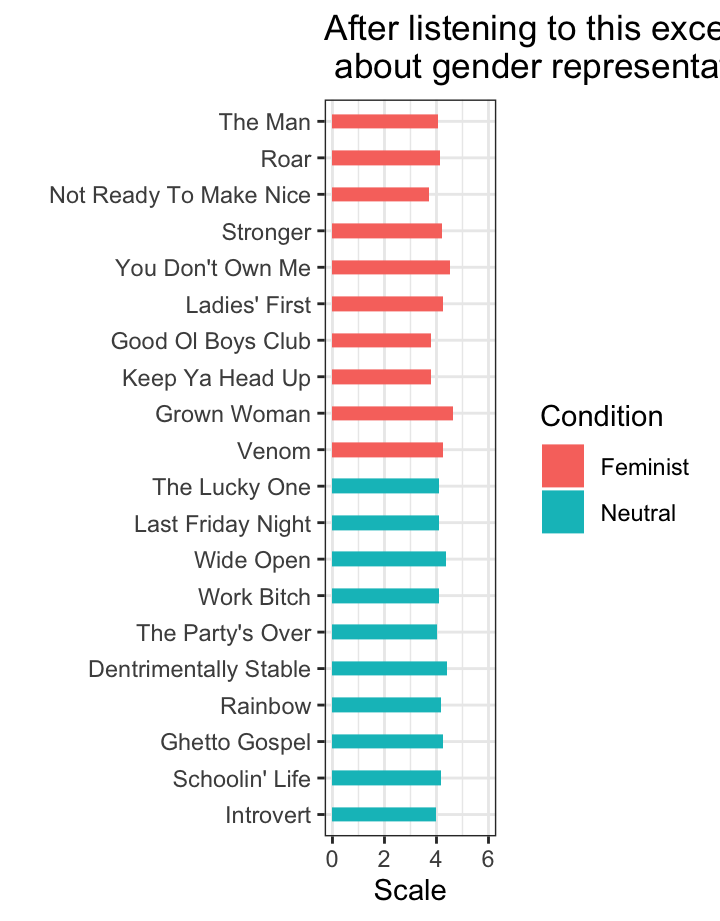 After listening to this exce
about gender representa
The Man
Roar
Not Ready To Make Nice
Stronger
You Don't Own Me
Ladies' First
Good Ol Boys Club
Keep Ya Head Up
Grown Woman
Venom
The Lucky One
Last Friday Night
Wide Open
Work Bitch
The Party's Over
Dentrimentally Stable
Rainbow
Ghetto Gospel
Schoolin' Life
Introvert
0 2 4 6
Scale
Condition
Feminist
Neutral